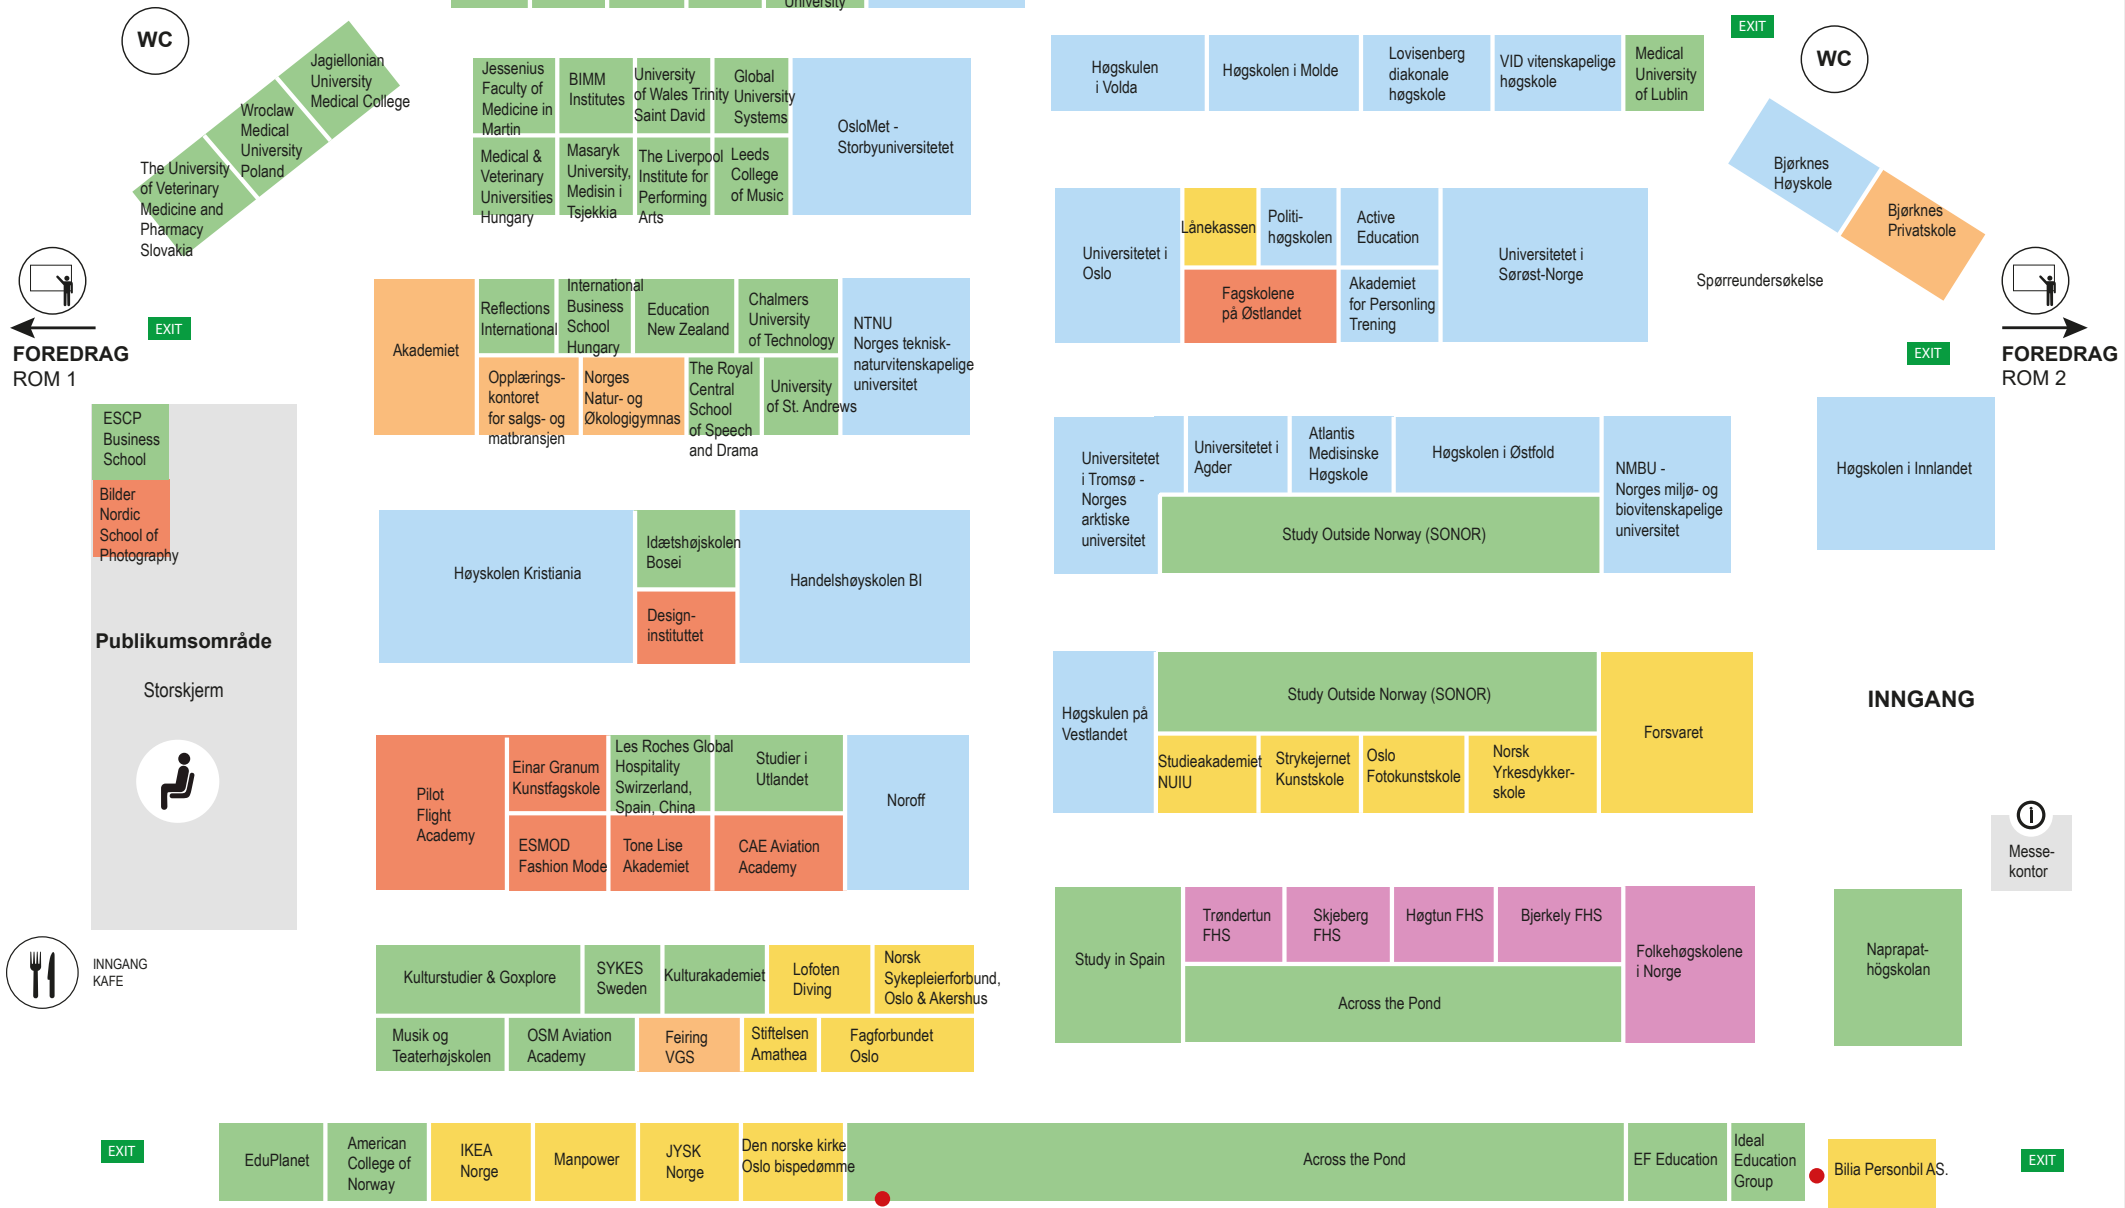 University
WC
Jagiellonian
University
Medical College
Wroclaw
Medical
University
Poland
The University
of Veterinary
Medicine and
Pharmacy
Slovakia
Jessenius
Faculty of
Medicine in
Martin
BIMM
Institutes
University
of Wales Trinity
Saint David
Global
University
Systems
OsloMet -
Storbyuniversitetet
Medical &
Veterinary
Universities
Hungary
Masaryk
University,
Medisin i
Tsjekkia
The Liverpool
Institute for
Performing
Arts
Leeds
College
of Music
Høgskulen
i Volda
Høgskolen i Molde
Lovisenberg
diakonale
høgskole
VID vitenskapelige
høgskole
Medical
University
of Lublin
EXIT
WC
Bjørknes
Høyskole
Bjørknes
Privatskole
Universitetet i
Oslo
Lånekassen
Politi-
høgskolen
Active
Education
Universitetet i
Sørøst-Norge
Fagskolene
på Østlandet
Akademiet
for Personling
Trening
Spørreundersøkelse
EXIT
FOREDRAG
ROM 1
EXIT
FOREDRAG
ROM 2
Akademiet
Reflections
International
International
Business
School
Hungary
Education
New Zealand
Chalmers
University
of Technology
NTNU
Norges teknisk-
naturvitenskapelige
universitet
Opplærings-
kontoret
for salgs- og
matbransjen
Norges
Natur- og
Økologigymnas
The Royal
Central
School
of Speech
and Drama
University
of St. Andrews
ESCP
Business
School
Bilder
Nordic
School of
Photography
Publikumsområde
Storskjerm
Universitetet
i Tromsø -
Norges
arktiske
universitet
Universitetet i
Agder
Atlantis
Medisinske
Høgskole
Høgskolen i Østfold
NMBU -
Norges miljø- og
biovitenskapelige
universitet
Study Outside Norway (SONOR)
Høgskolen i Innlandet
Høyskolen Kristiania
Idætshøjskolen
Bosei
Design-
instituttet
Handelshøyskolen BI
Høgskulen på
Vestlandet
Study Outside Norway (SONOR)
Studieakademiet
NUIU
Strykejernet
Kunstskole
Oslo
Fotokunstskole
Norsk
Yrkesdykker-
skole
Forsvaret
INNGANG
Pilot
Flight
Academy
Einar Granum
Kunstfagskole
Les Roches Global
Hospitality
Swirzerland,
Spain, China
Studier i
Utlandet
Noroff
ESMOD
Fashion Mode
Tone Lise
Akademiet
CAE Aviation
Academy
Messe-
kontor
Study in Spain
Trøndertun
FHS
Skjeberg
FHS
Høgtun FHS
Bjerkely FHS
Folkehøgskolene
i Norge
Across the Pond
Naprapat-
högskolan
INNGANG
KAFE
Kulturstudier & Goxplore
SYKES
Sweden
Kulturakademiet
Lofoten
Diving
Norsk
Sykepleierforbund,
Oslo & Akershus
Musik og
Teaterhøjskolen
OSM Aviation
Academy
Feiring
VGS
Stiftelsen
Amathea
Fagforbundet
Oslo
EXIT
EduPlanet
American
College of
Norway
IKEA
Norge
Manpower
JYSK
Norge
Den norske kirke
Oslo bispedømme
Across the Pond
EF Education
Ideal
Education
Group
Bilia Personbil AS.
EXIT